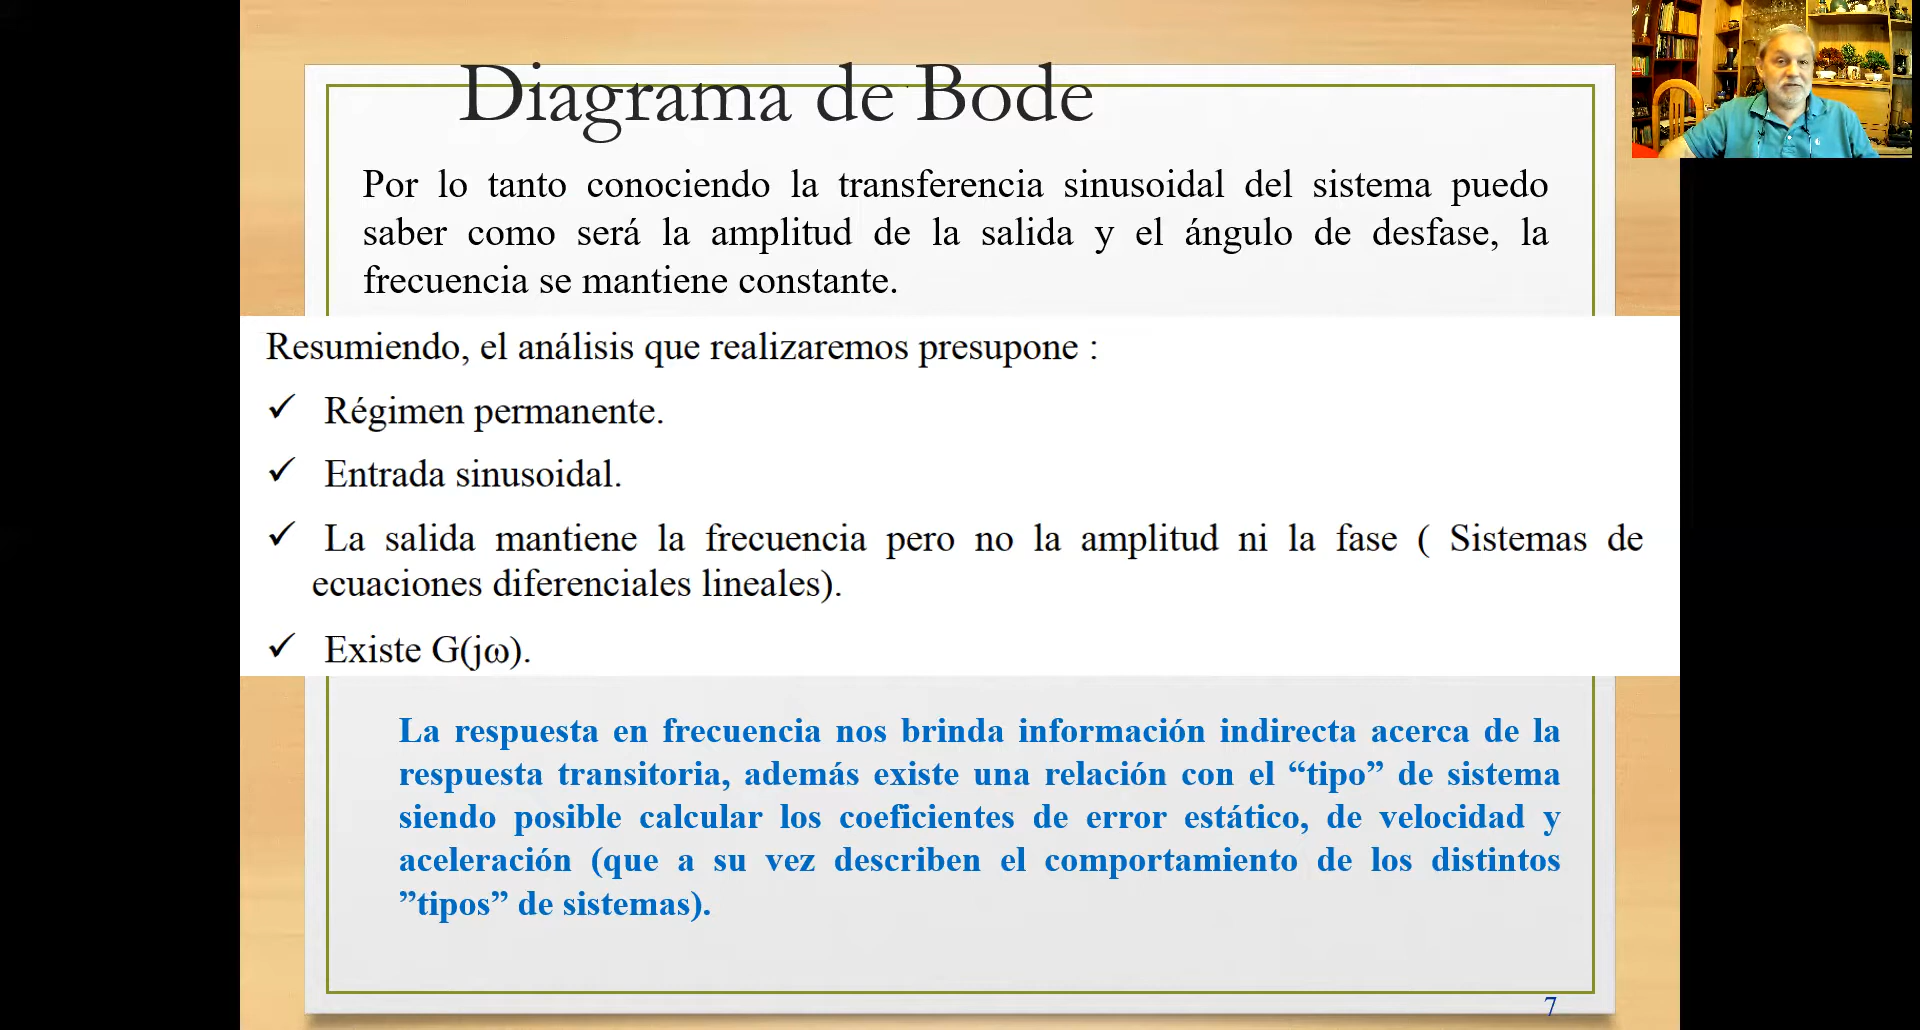 Diagrama de Bode
Por lo tanto conociendo la transferencia sinusoidal del sistema puedo
saber como será la amplitud de la salida y el ángulo de desfase, la
frecuencia se mantiene constante.
Resumiendo, el análisis que realizaremos presupone :
✓ Régimen permanente.
✓ Entrada sinusoidal.
✓ La salida mantiene la frecuencia pero no la amplitud ni la fase ( Sistemas de
ecuaciones diferenciales lineales).
✓ Existe G(jω).
La respuesta en frecuencia nos brinda información indirecta acerca de la
respuesta transitoria, además existe una relación con el “tipo” de sistema
siendo posible calcular los coeficientes de error estático, de velocidad y
aceleración (que a su vez describen el comportamiento de los distintos
”tipos” de sistemas).
7